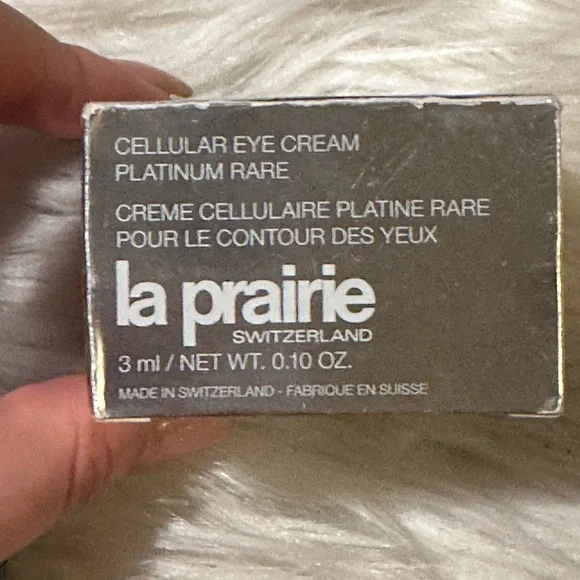 CELLULAR EYE CREAM
PLATINUM RARE
CREME CELLULAIRE PLATINE RARE
POUR LE CONTOUR DES YEUX
la prairie
SWITZERLAND
3 ml / NET WT. 0.10 OZ.
MADE IN SWITZERLAND - FABRIQUE EN SUISSE